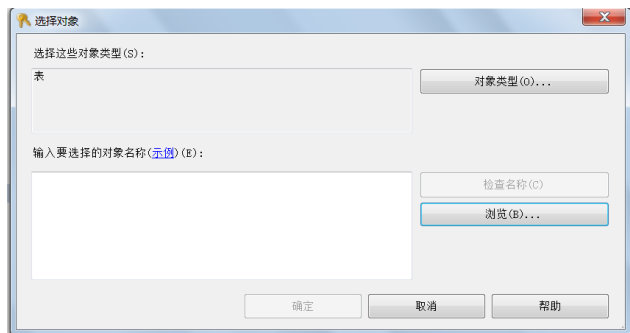 选择对象
选择这些对象类型(S):
表
对象类型(O)...
输入要选择的对象名称(示例)(E):
检查名称(C)
浏览(B)...
确定
取消
帮助